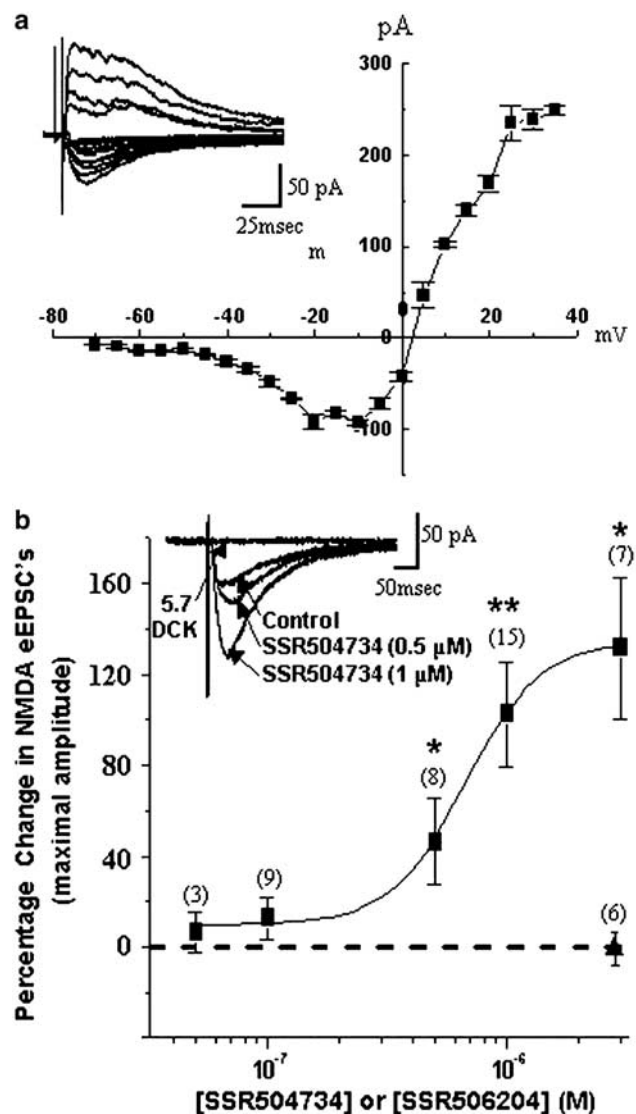 a
pA
300
200
100
0
-100
50 pA
25msec
m
-80 -60 -40 -20 0 20 40
mV
b
50 pA
50msec
5.7
DCK
Control
SSR504734 (0.5 µM)
SSR504734 (1 µM)
*
(7)
**
(15)
*
(8)
(9)
(3)
(6)
160
120
80
40
0
Percentage Change in NMDA eEPSC's
(maximal amplitude)
10⁻⁷ 10⁻⁶
[SSR504734] or [SSR506204] (M)